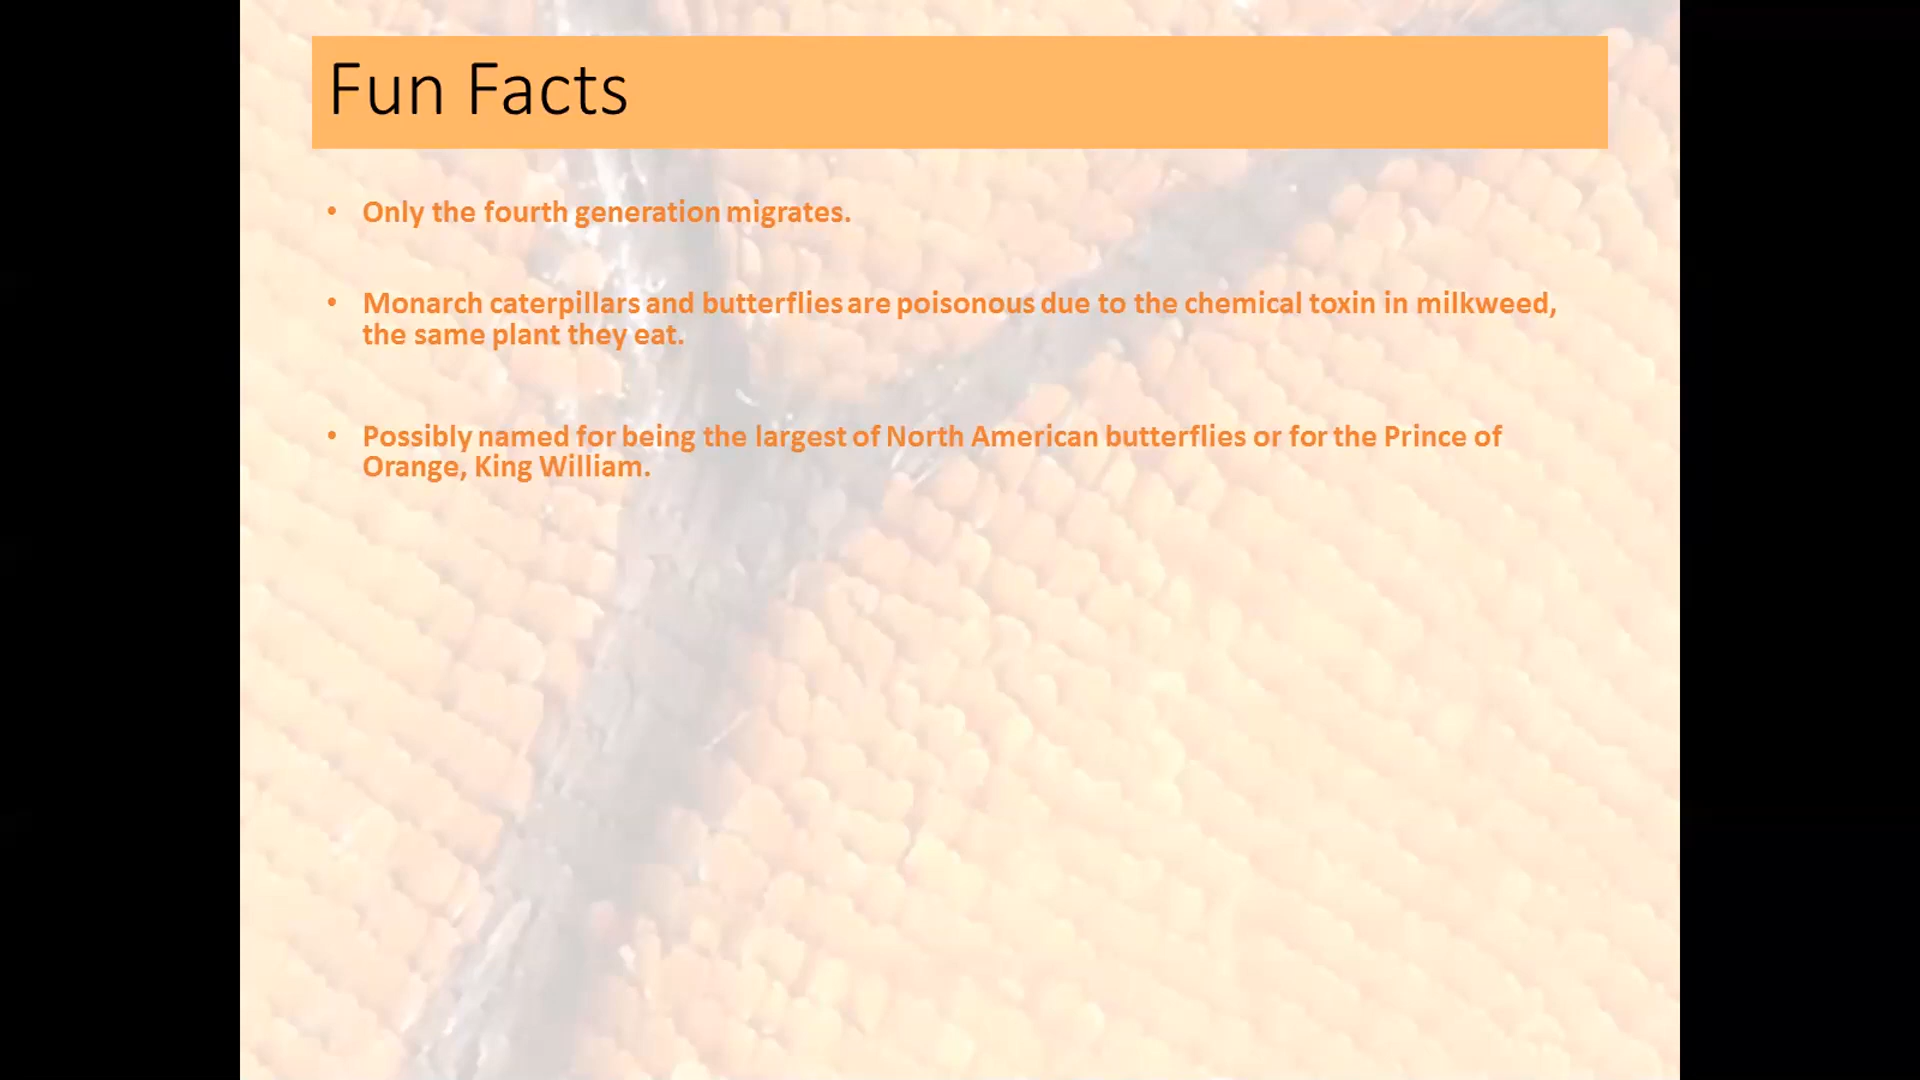 Fun Facts
• Only the fourth generation migrates.
• Monarch caterpillars and butterflies are poisonous due to the chemical toxin in milkweed,
the same plant they eat.
• Possibly named for being the largest of North American butterflies or for the Prince of
Orange, King William.